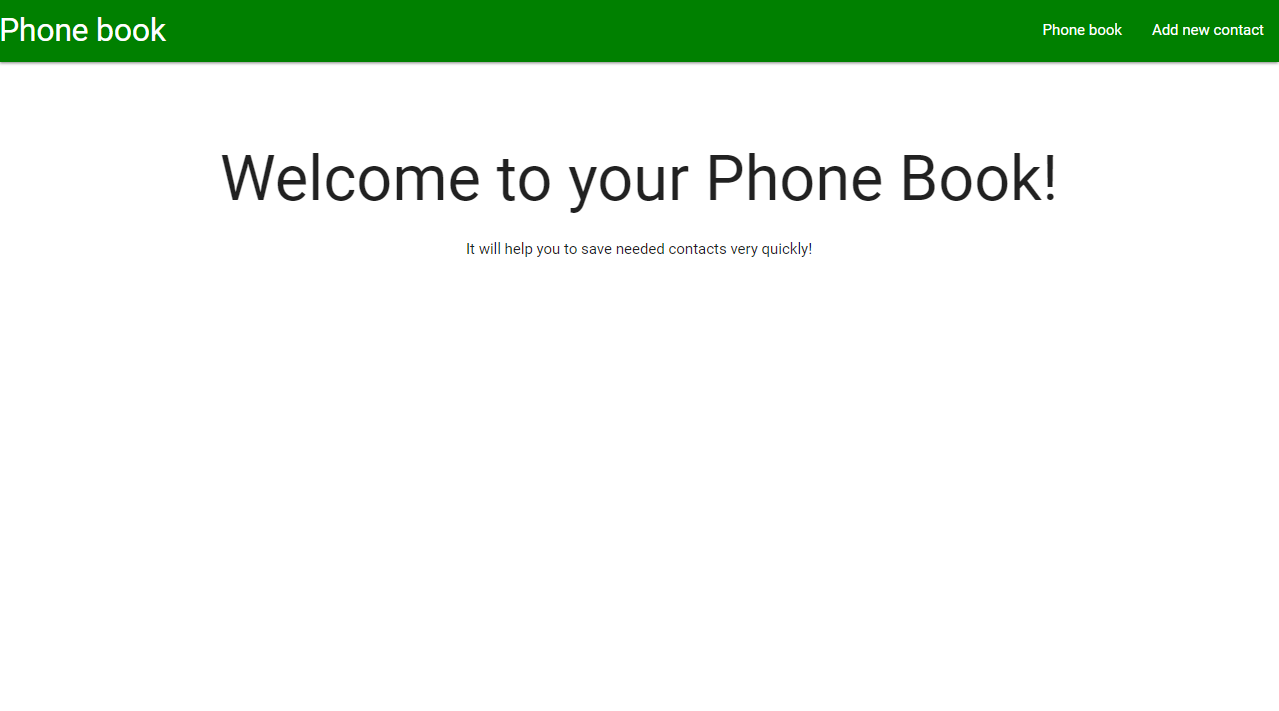 Phone book
Phone book
Add new contact
Welcome to your Phone Book!
It will help you to save needed contacts very quickly!